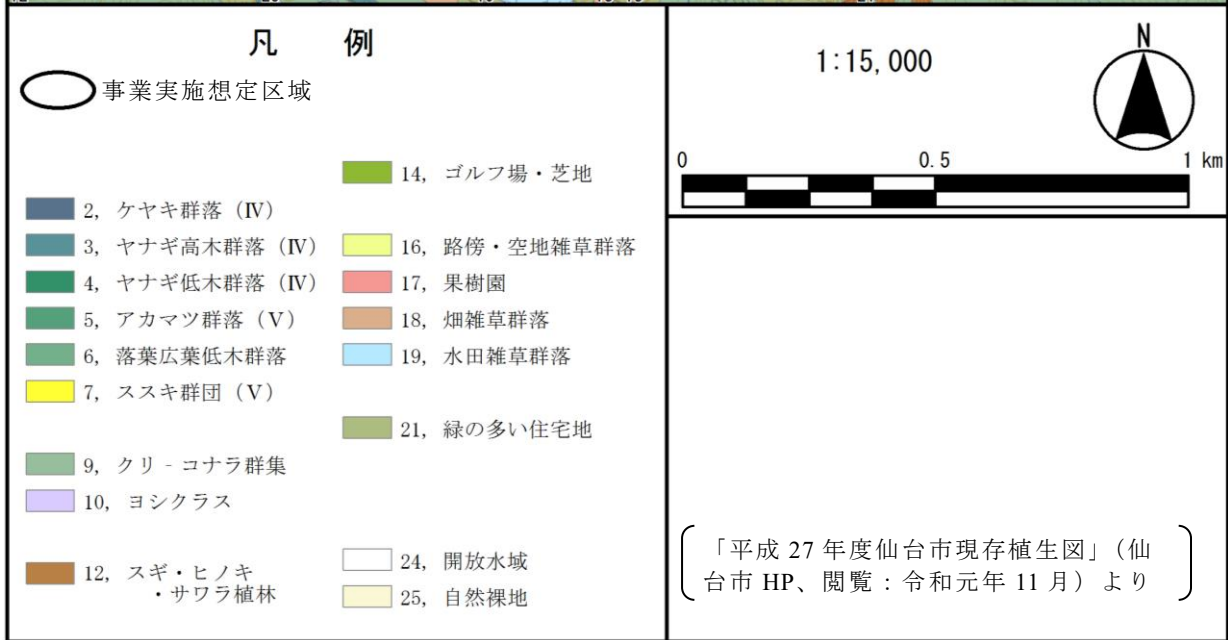 凡 例
事業実施想定区域
2, ケヤキ群落（Ⅳ）
3, ヤナギ高木群落（Ⅳ）
4, ヤナギ低木群落（Ⅳ）
5, アカマツ群落（Ⅴ）
6, 落葉広葉低木群落
7, ススキ群団（Ⅴ）
9, クリ‐コナラ群集
10, ヨシクラス
12, スギ・ヒノキ
・サワラ植林
14, ゴルフ場・芝地
16, 路傍・空地雑草群落
17, 果樹園
18, 畑雑草群落
19, 水田雑草群落
21, 緑の多い住宅地
24, 開放水域
25, 自然裸地
1:15,000
N
0 0.5 1 km
「平成 27 年度仙台市現存植生図」（仙
台市 HP、閲覧：令和元年 11 月）より